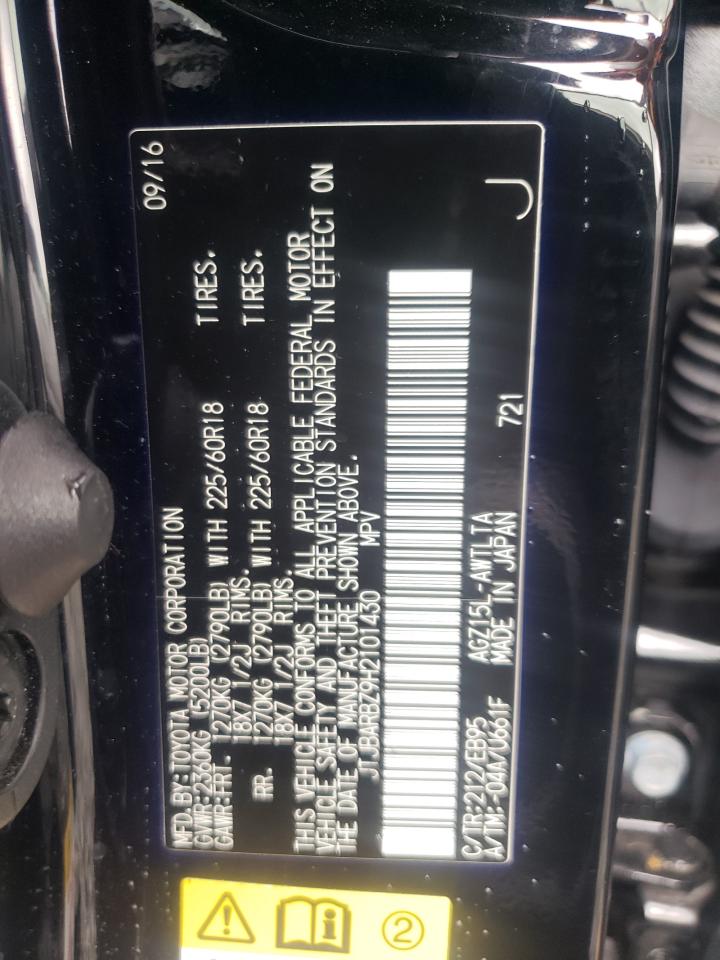 MFD.BY:TOYOTA MOTOR CORPORATION 09/16
GVWR:2360KG (5200LB)
GAWR:FRT. 1270KG (2790LB) WITH 225/60R18 TIRES.
18X7 1/2J RIMS.
RR. 1270KG (2790LB) WITH 225/60R18 TIRES.
18X7 1/2J RIMS.
THIS VEHICLE CONFORMS TO ALL APPLICABLE FEDERAL MOTOR
VEHICLE SAFETY AND THEFT PREVENTION STANDARDS IN EFFECT ON
THE DATE OF MANUFACTURE SHOWN ABOVE.
JTJBARBZ9H2101430 MPV
C/TR:212/EB95 AGZ15L-AWTLTA
A/TM:-04A/U661F MADE IN JAPAN 721 J
2